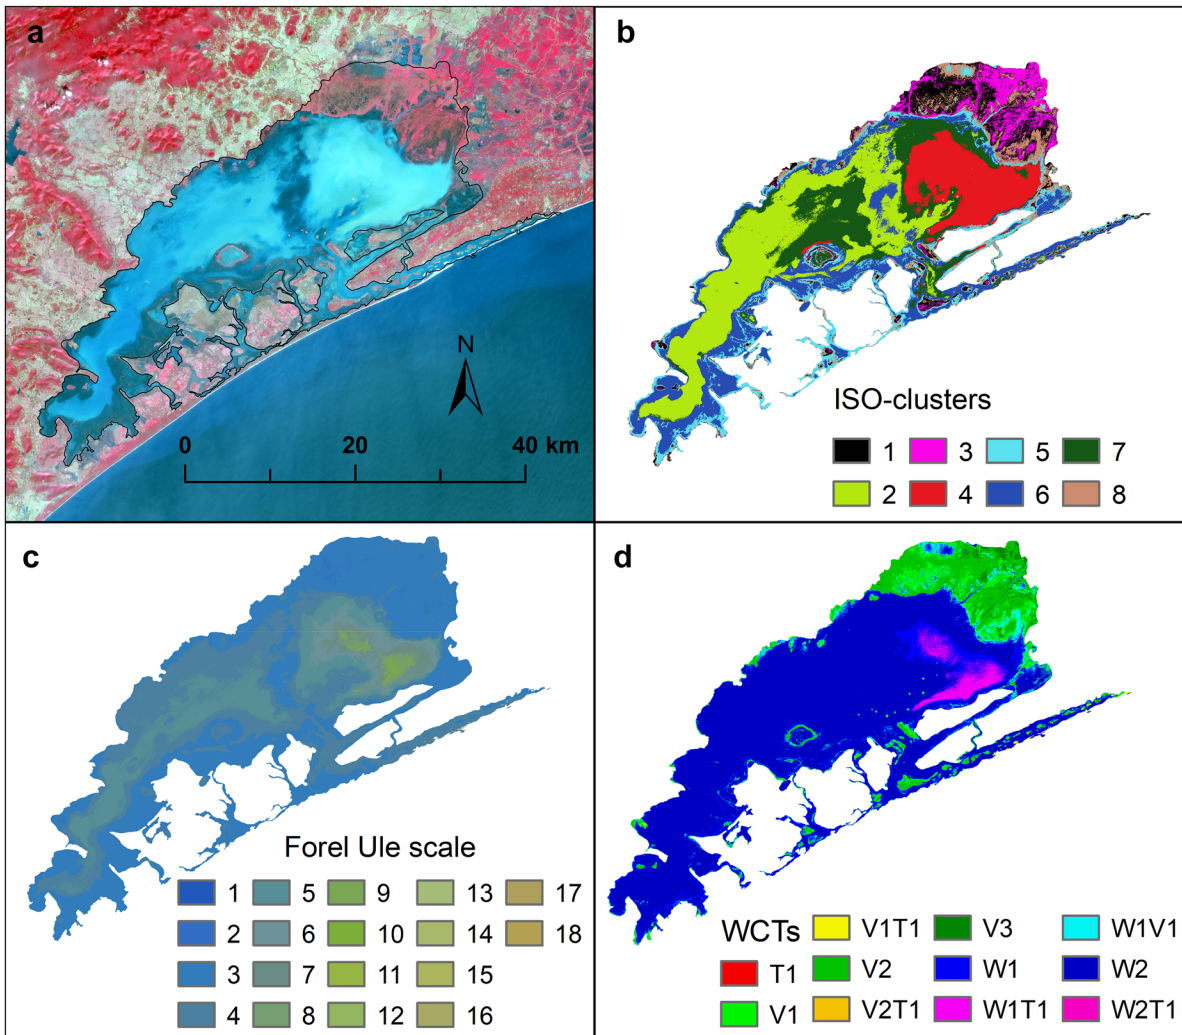 a
N
0 20 40 km
b
ISO-clusters
1 3 5 7
2 4 6 8
c
Forel Ule scale
1 5 9 13 17
2 6 10 14 18
3 7 11 15
4 8 12 16
d
WCTs V1T1 V3 W1V1
T1 V2 W1 W2
V1 V2T1 W1T1 W2T1